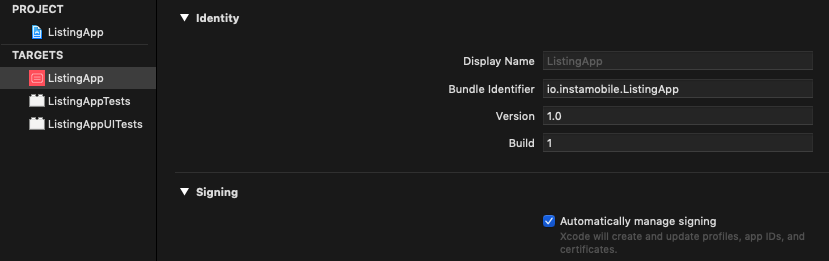 PROJECT
ListingApp
TARGETS
ListingApp
ListingAppTests
ListingAppUITests
Identity
Display Name ListingApp
Bundle Identifier io.instamobile.ListingApp
Version 1.0
Build 1
Signing
Automatically manage signing
Xcode will create and update profiles, app IDs, and
certificates.